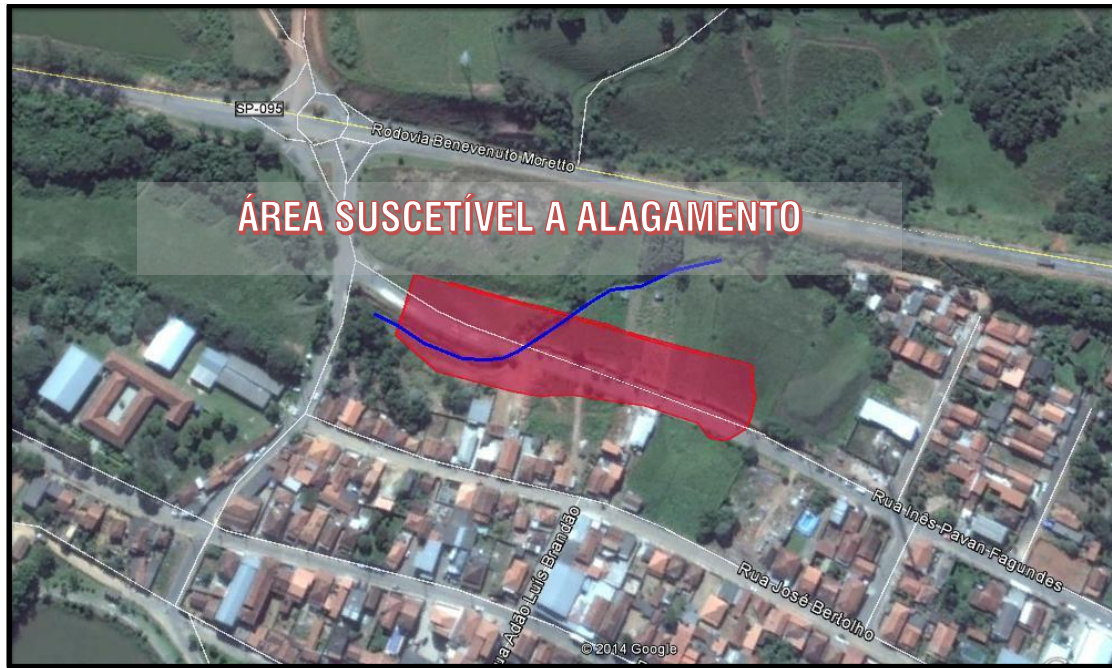 SP-095
Rodovia Benevenuto Moretto
ÁREA SUSCETÍVEL A ALAGAMENTO
Rua Inês Pavan Fagundes
Rua José Bertolho
ua Adão Luís Brandão
© 2014 Google